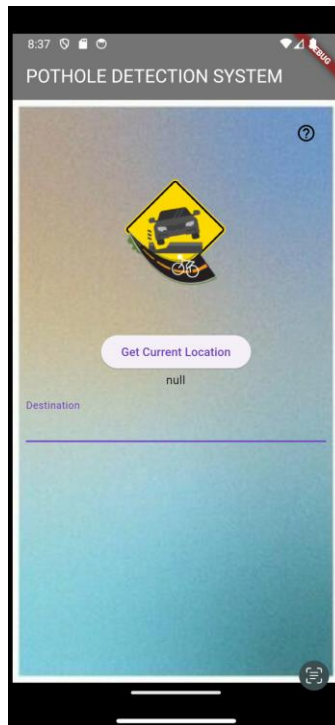 8:37
DEBUG
POTHOLE DETECTION SYSTEM
Get Current Location
null
Destination